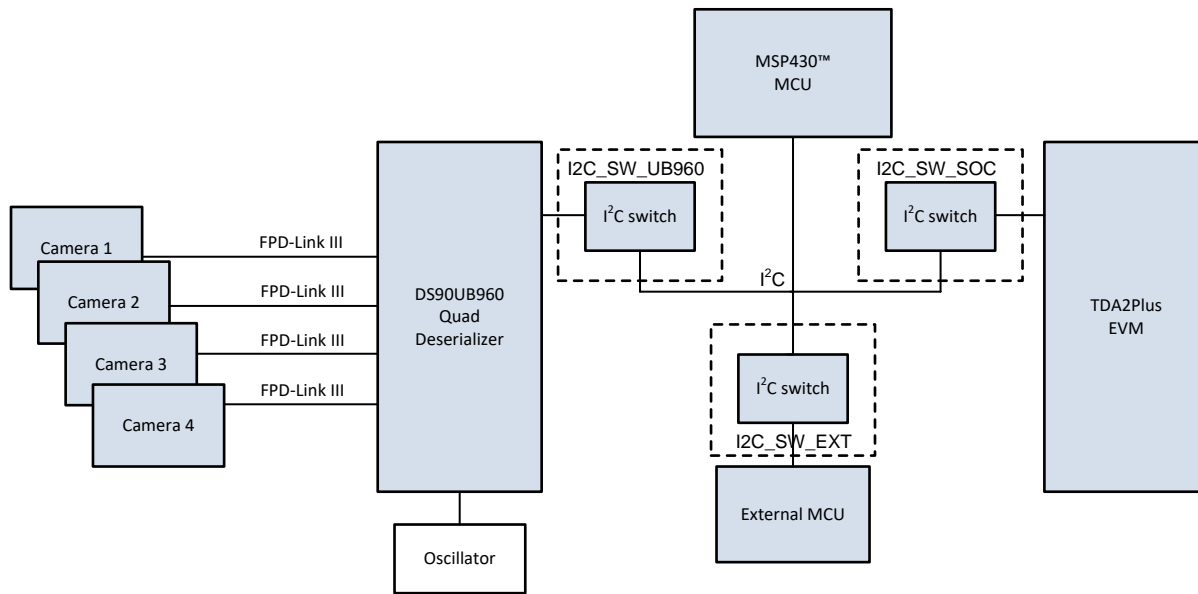 MSP430™
MCU
I2C_SW_UB960
I²C switch
I2C_SW_SOC
I²C switch
Camera 1
FPD-Link III
Camera 2
FPD-Link III
Camera 3
FPD-Link III
Camera 4
FPD-Link III
DS90UB960
Quad
Deserializer
I²C
TDA2Plus
EVM
I²C switch
I2C_SW_EXT
External MCU
Oscillator